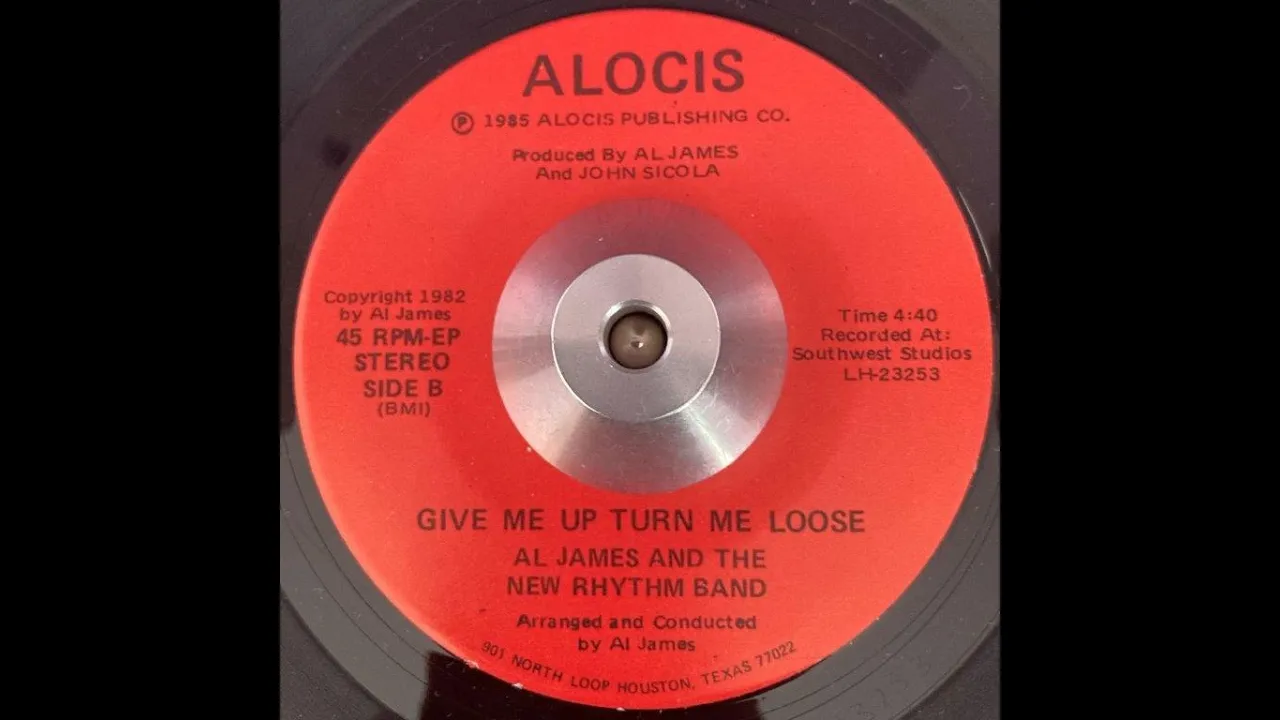 ALOCIS
Ⓟ 1985 ALOCIS PUBLISHING CO.
Produced By AL JAMES
And JOHN SICOLA
Copyright 1982
by Al James
45 RPM-EP
STEREO
SIDE B
(BMI)
Time 4:40
Recorded At:
Southwest Studios
LH-23253
GIVE ME UP TURN ME LOOSE
AL JAMES AND THE
NEW RHYTHM BAND
Arranged and Conducted
by Al James
901 NORTH LOOP HOUSTON, TEXAS 77022